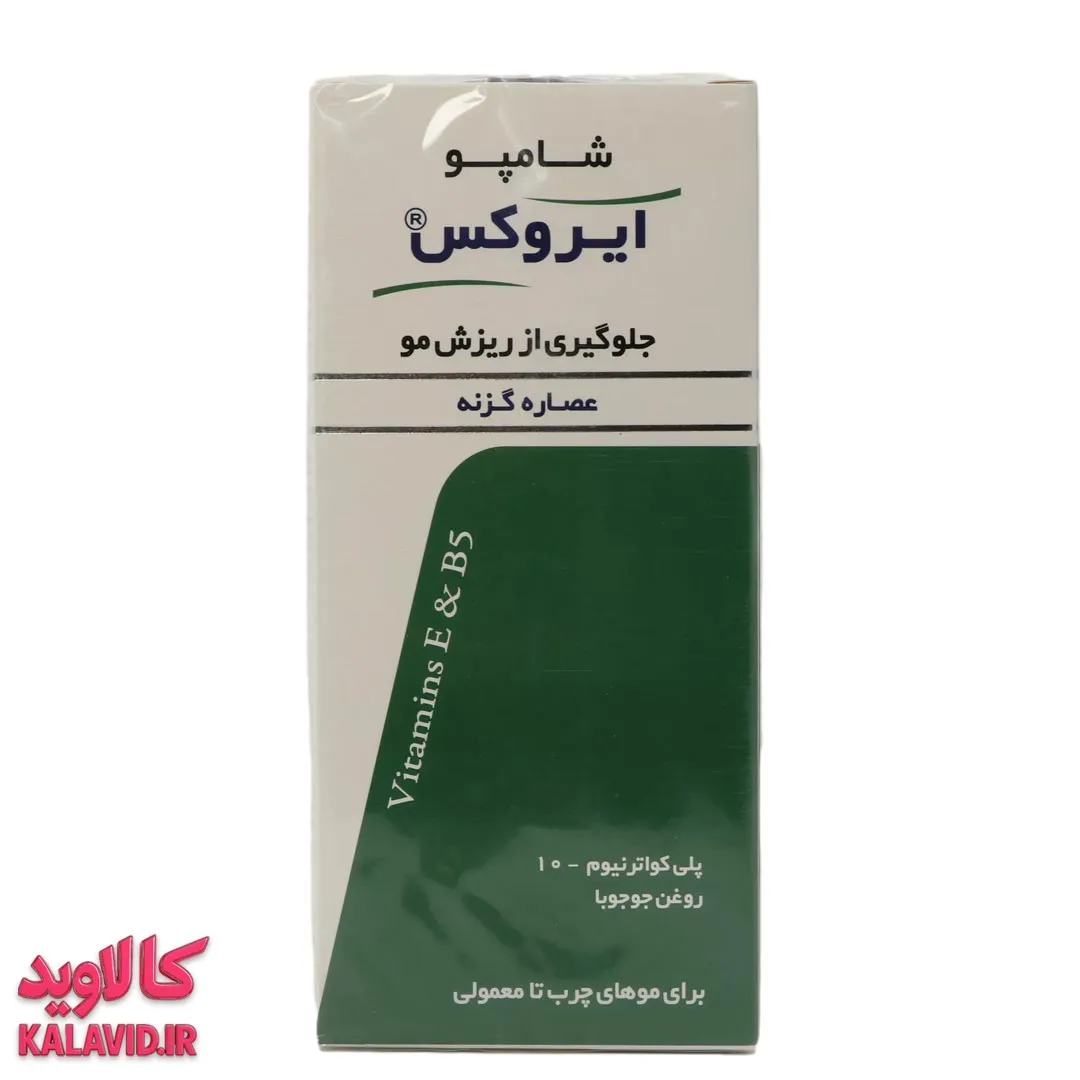 شامپو
ایروکس®
جلوگیری از ریزش مو
عصاره گزنه
Vitamins E & B5
پلی کواترنیوم - ۱۰
روغن جوجوبا
برای موهای چرب تا معمولی
کالاوید
KALAVID.IR